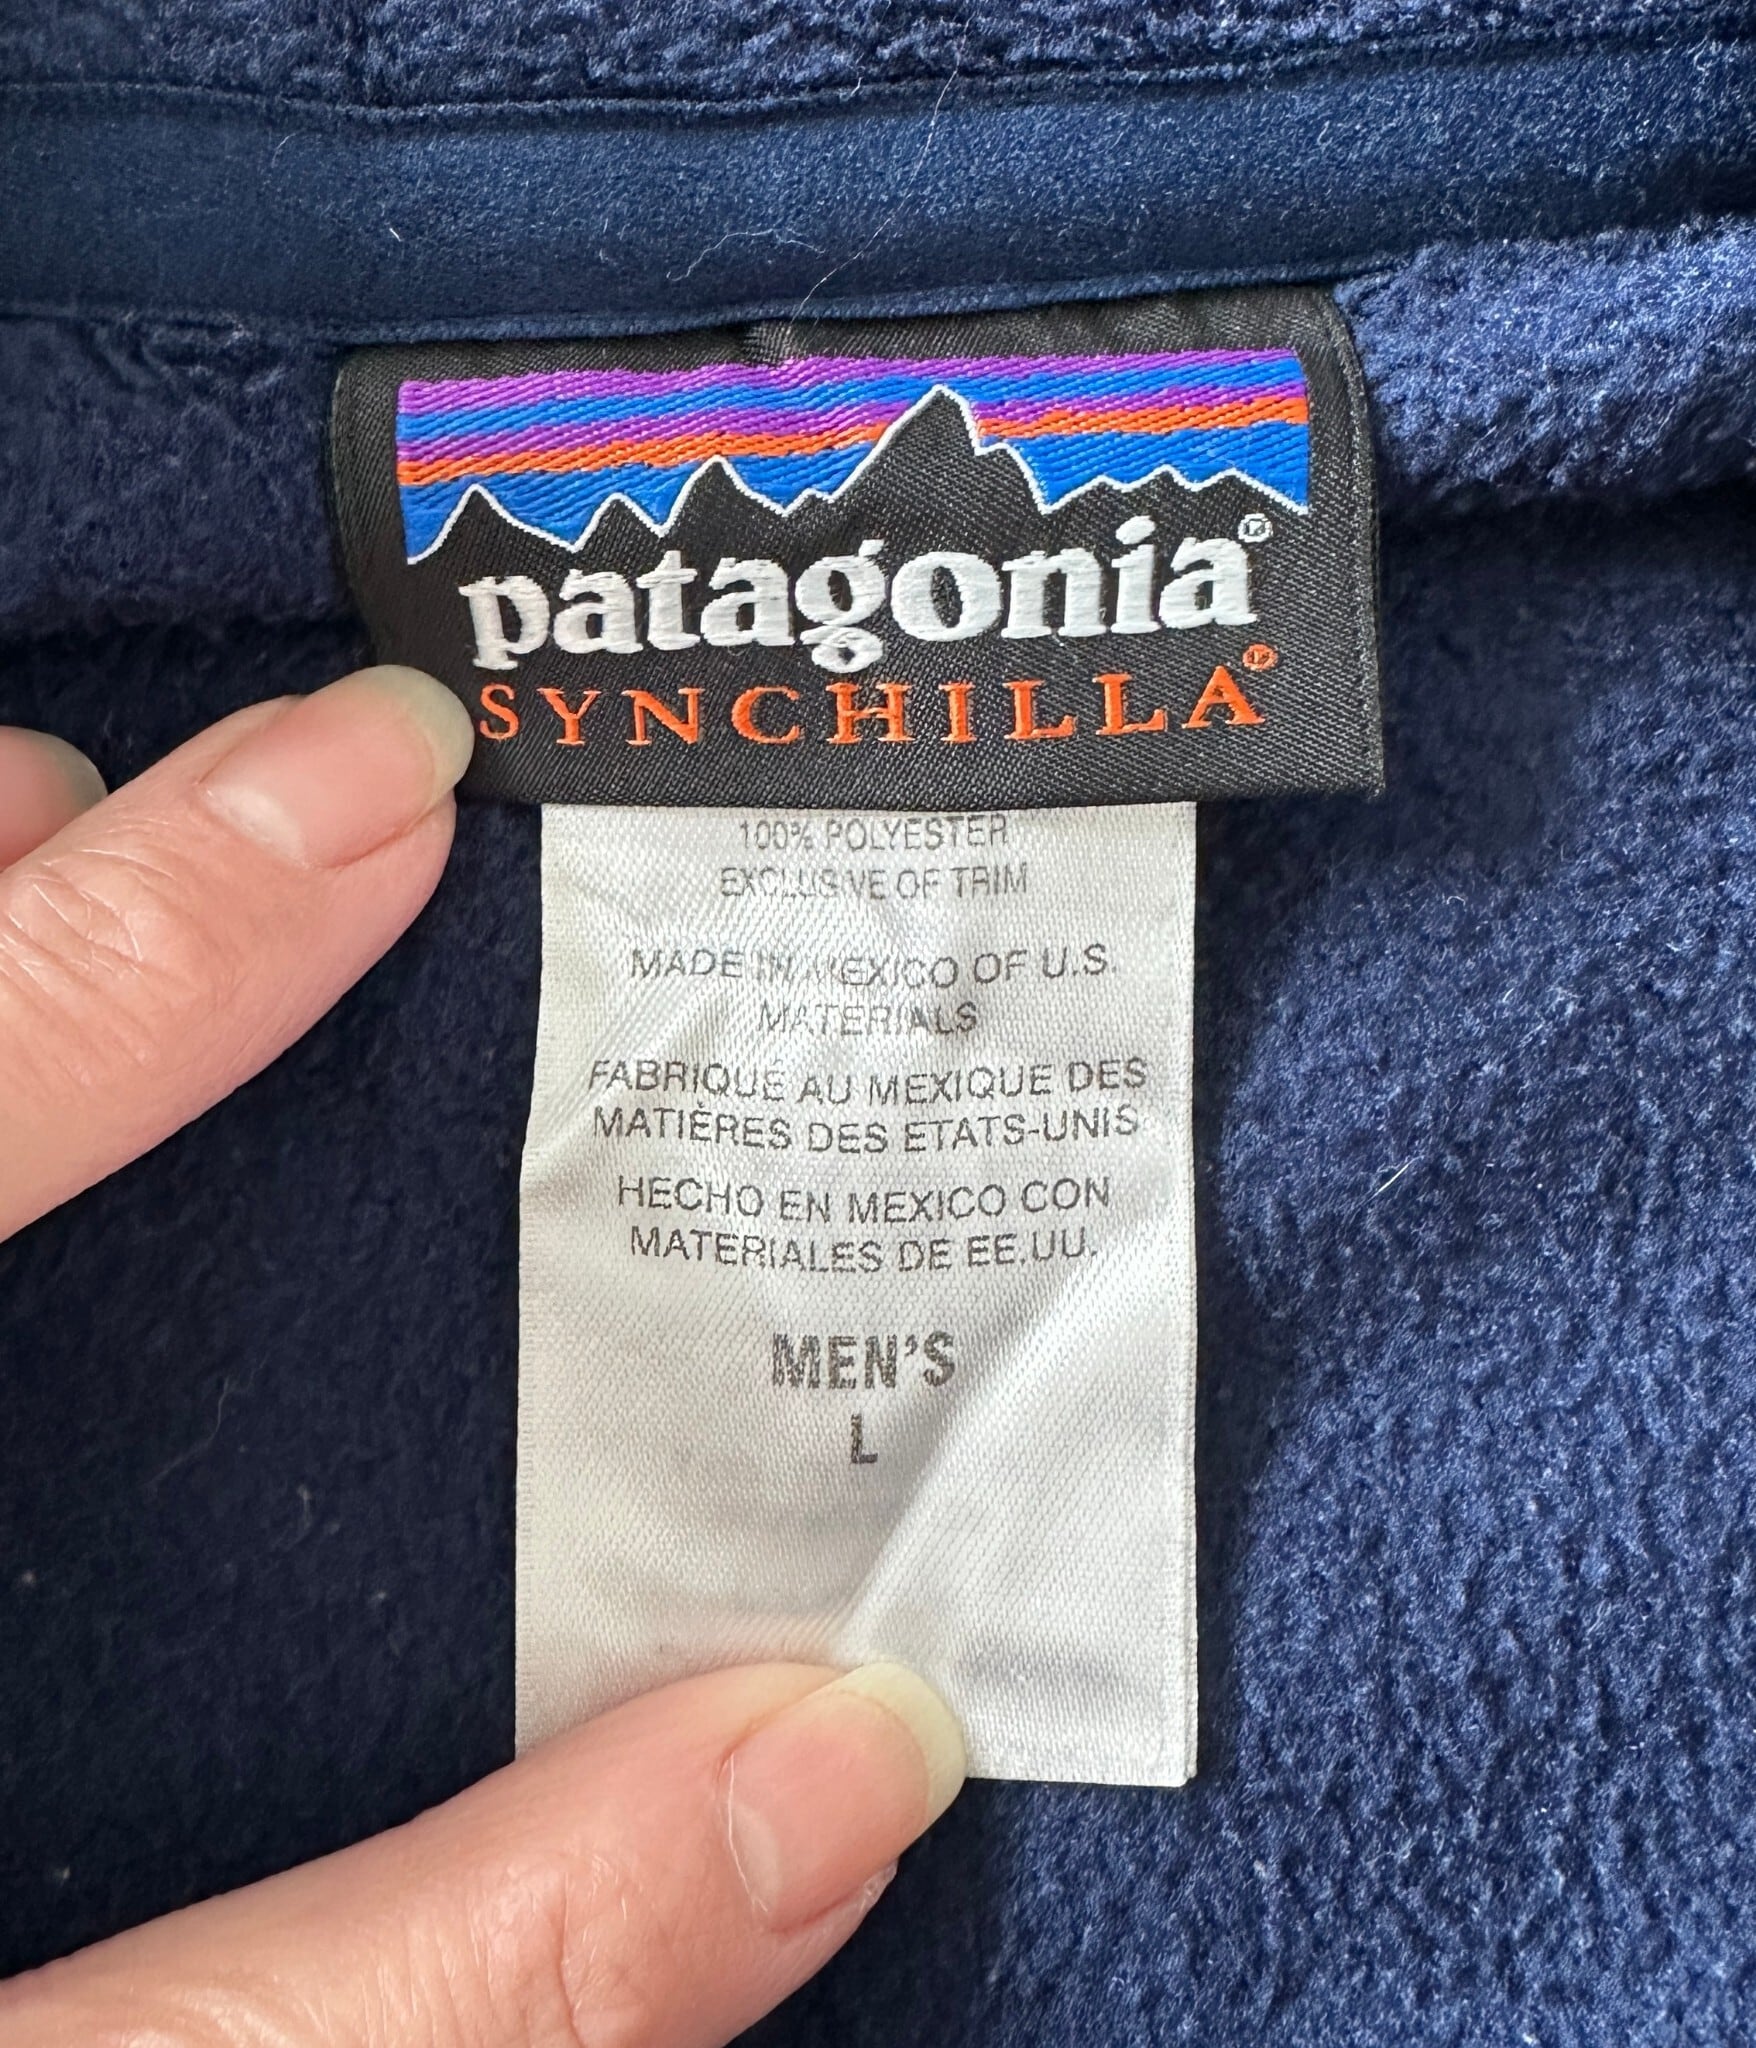 patagonia®
SYNCHILLA®
100% POLYESTER
EXCLUSIVE OF TRIM
MADE IN MEXICO OF U.S.
MATERIALS
FABRIQUE AU MEXIQUE DES
MATIÈRES DES ETATS-UNIS
HECHO EN MEXICO CON
MATERIALES DE EE.UU.
MEN'S
L